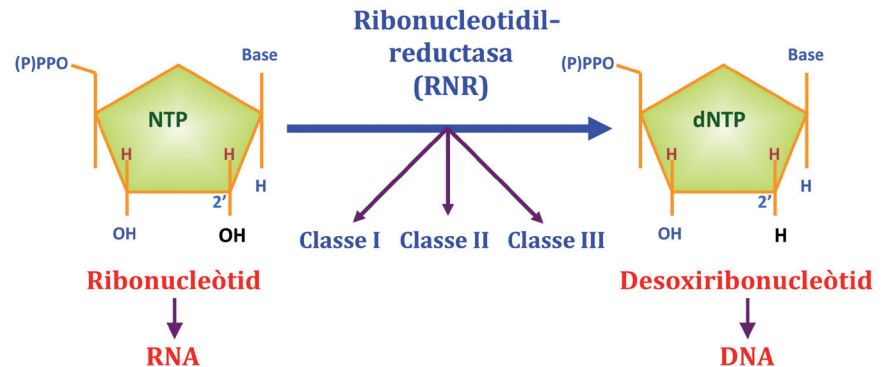 Ribonucleotidil-
reductasa
(RNR)
(P)PPO
Base
NTP
H
H
H
2'
OH
OH
Ribonucleòtid
RNA
Classe I
Classe II
Classe III
(P)PPO
Base
dNTP
H
H
H
2'
OH
H
Desoxiribonucleòtid
DNA